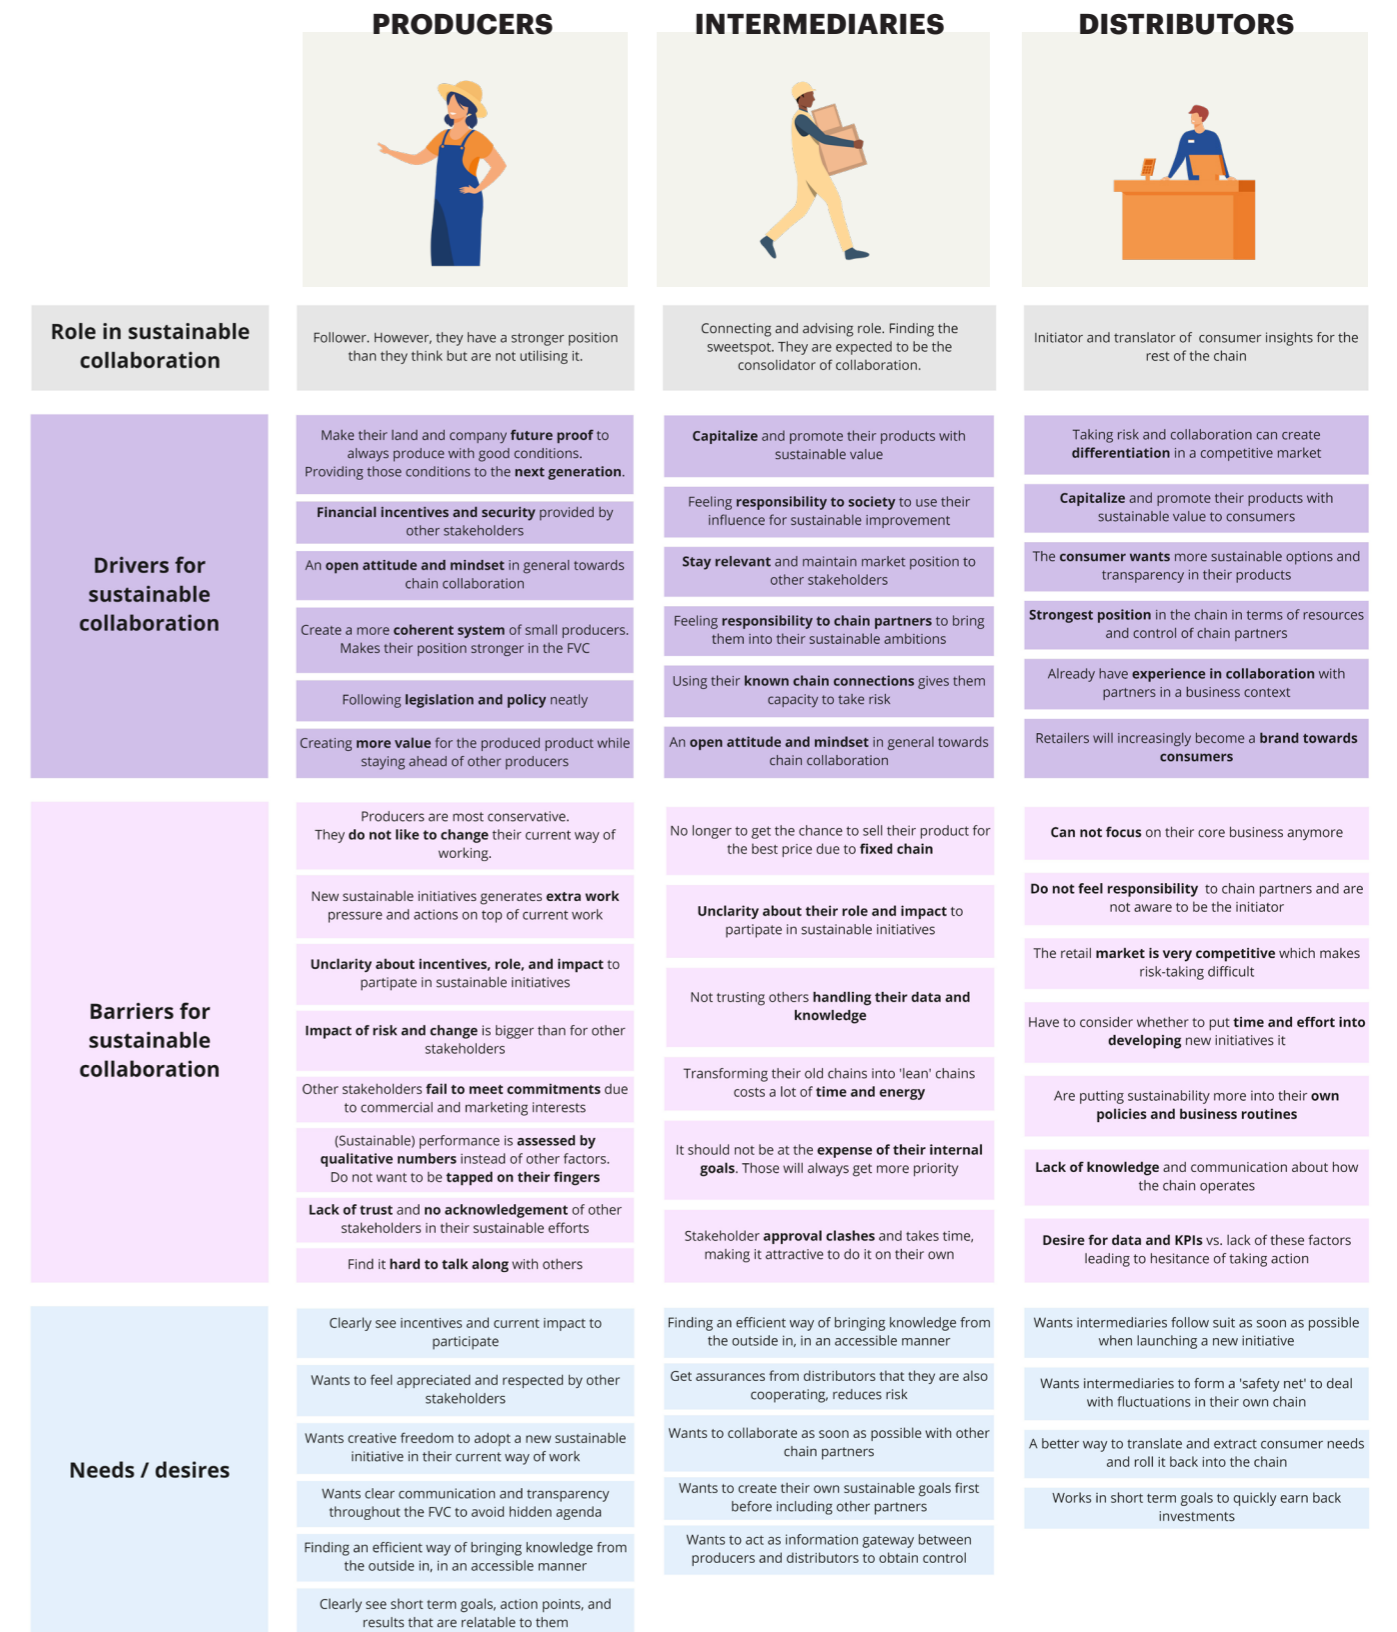 PRODUCERS
INTERMEDIARIES
DISTRIBUTORS
Role in sustainable
collaboration
Follower. However, they have a stronger position
than they think but are not utilising it.
Connecting and advising role. Finding the
sweetspot. They are expected to be the
consolidator of collaboration.
Initiator and translator of consumer insights for the
rest of the chain
Drivers for
sustainable
collaboration
Make their land and company future proof to
always produce with good conditions.
Providing those conditions to the next generation.
Financial incentives and security provided by
other stakeholders
An open attitude and mindset in general towards
chain collaboration
Create a more coherent system of small producers.
Makes their position stronger in the FVC
Following legislation and policy neatly
Creating more value for the produced product while
staying ahead of other producers
Capitalize and promote their products with
sustainable value
Feeling responsibility to society to use their
influence for sustainable improvement
Stay relevant and maintain market position to
other stakeholders
Feeling responsibility to chain partners to bring
them into their sustainable ambitions
Using their known chain connections gives them
capacity to take risk
An open attitude and mindset in general towards
chain collaboration
Taking risk and collaboration can create
differentiation in a competitive market
Capitalize and promote their products with
sustainable value to consumers
The consumer wants more sustainable options and
transparency in their products
Strongest position in the chain in terms of resources
and control of chain partners
Already have experience in collaboration with
partners in a business context
Retailers will increasingly become a brand towards
consumers
Barriers for
sustainable
collaboration
Producers are most conservative.
They do not like to change their current way of
working.
New sustainable initiatives generates extra work
pressure and actions on top of current work
Unclarity about incentives, role, and impact to
partipate in sustainable initiatives
Impact of risk and change is bigger than for other
stakeholders
Other stakeholders fail to meet commitments due
to commercial and marketing interests
(Sustainable) performance is assessed by
qualitative numbers instead of other factors.
Do not want to be tapped on their fingers
Lack of trust and no acknowledgement of other
stakeholders in their sustainable efforts
Find it hard to talk along with others
No longer to get the chance to sell their product for
the best price due to fixed chain
Unclarity about their role and impact to
partipate in sustainable initiatives
Not trusting others handling their data and
knowledge
Transforming their old chains into 'lean' chains
costs a lot of time and energy
It should not be at the expense of their internal
goals. Those will always get more priority
Stakeholder approval clashes and takes time,
making it attractive to do it on their own
Can not focus on their core business anymore
Do not feel responsibility to chain partners and are
not aware to be the initiator
The retail market is very competitive which makes
risk-taking difficult
Have to consider whether to put time and effort into
developing new initiatives it
Are putting sustainability more into their own
policies and business routines
Lack of knowledge and communication about how
the chain operates
Desire for data and KPIs vs. lack of these factors
leading to hesitance of taking action
Needs / desires
Clearly see incentives and current impact to
participate
Wants to feel appreciated and respected by other
stakeholders
Wants creative freedom to adopt a new sustainable
initiative in their current way of work
Wants clear communication and transparency
throughout the FVC to avoid hidden agenda
Finding an efficient way of bringing knowledge from
the outside in, in an accessible manner
Clearly see short term goals, action points, and
results that are relatable to them
Finding an efficient way of bringing knowledge from
the outside in, in an accessible manner
Get assurances from distributors that they are also
cooperating, reduces risk
Wants to collaborate as soon as possible with other
chain partners
Wants to create their own sustainable goals first
before including other partners
Wants to act as information gateway between
producers and distributors to obtain control
Wants intermediaries follow suit as soon as possible
when launching a new initiative
Wants intermediaries to form a 'safety net' to deal
with fluctuations in their own chain
A better way to translate and extract consumer needs
and roll it back into the chain
Works in short term goals to quickly earn back
investments